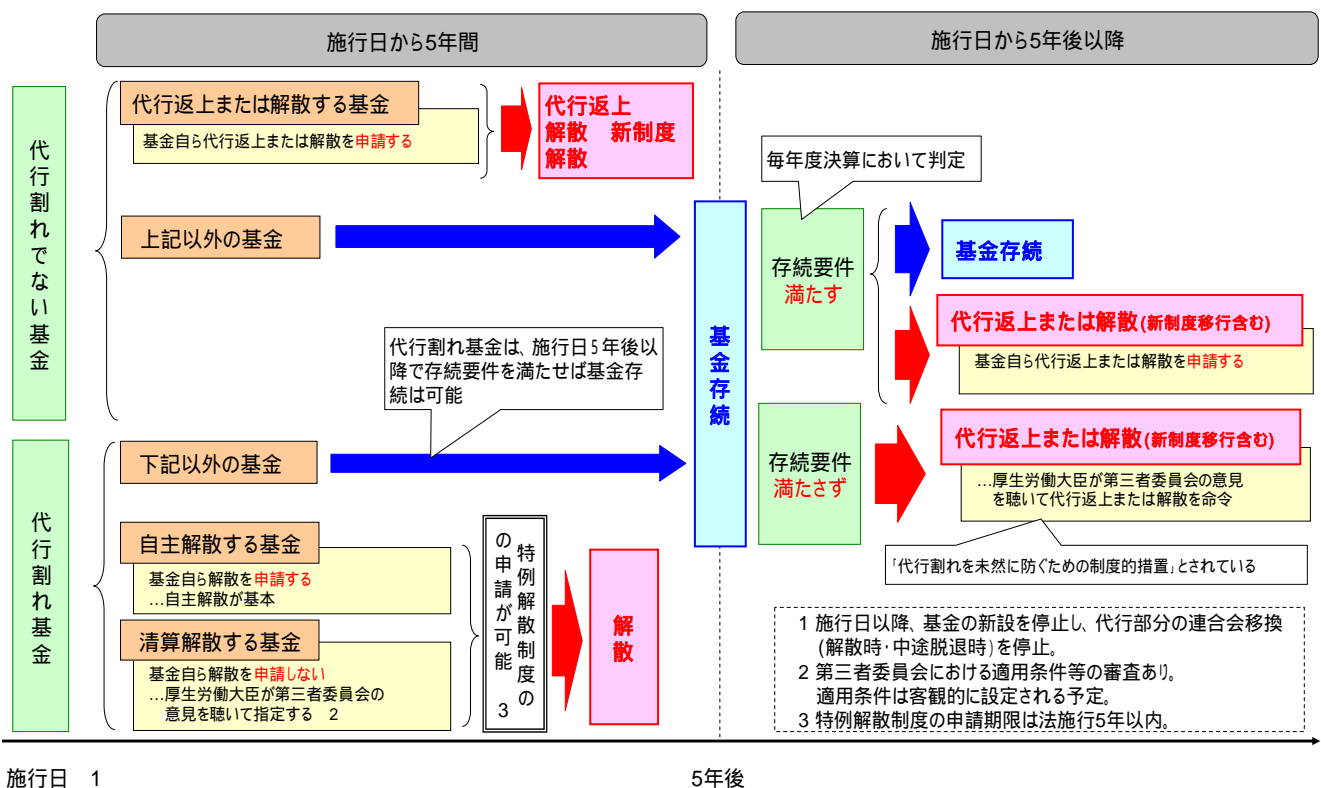 施行日から5年間
施行日から5年後以降
代行割れでない基金
代行返上または解散する基金
基金自ら代行返上または解散を申請する
代行返上
解散　新制度
解散
上記以外の基金
代行割れ基金は、施行日5年後以
降で存続要件を満たせば基金存
続は可能
基金存続
毎年度決算において判定
存続要件
満たす
基金存続
代行返上または解散(新制度移行含む)
基金自ら代行返上または解散を申請する
代行割れ基金
下記以外の基金
自主解散する基金
基金自ら解散を申請する
…自主解散が基本
清算解散する基金
基金自ら解散を申請しない
…厚生労働大臣が第三者委員会の
意見を聴いて指定する　2
特例解散制度の
の申請が可能　3
解散
存続要件
満たさず
代行返上または解散(新制度移行含む)
…厚生労働大臣が第三者委員会の意見
を聴いて代行返上または解散を命令
「代行割れを未然に防ぐための制度的措置」とされている
1 施行日以降、基金の新設を停止し、代行部分の連合会移換
(解散時・中途脱退時)を停止。
2 第三者委員会における適用条件等の審査あり。
適用条件は客観的に設定される予定。
3 特例解散制度の申請期限は法施行5年以内。
施行日　1
5年後